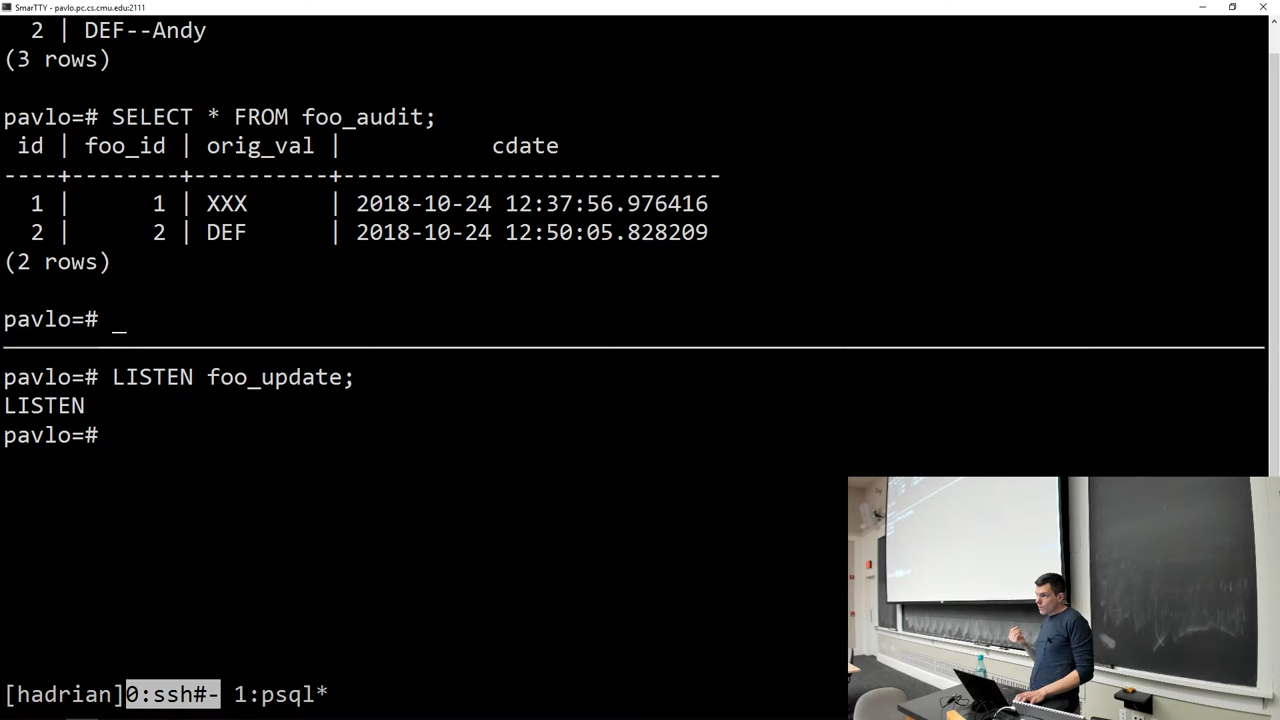 SmarTTY - pavlo.pc.cs.cmu.edu:2111
2 | DEF--Andy
(3 rows)
pavlo=# SELECT * FROM foo_audit;
id | foo_id | orig_val |           cdate
----+--------+----------+----------------------------
1 |      1 | XXX      | 2018-10-24 12:37:56.976416
2 |      2 | DEF      | 2018-10-24 12:50:05.828209
(2 rows)
pavlo=# _
pavlo=# LISTEN foo_update;
LISTEN
pavlo=#
[hadrian]0:ssh#- 1:psql*